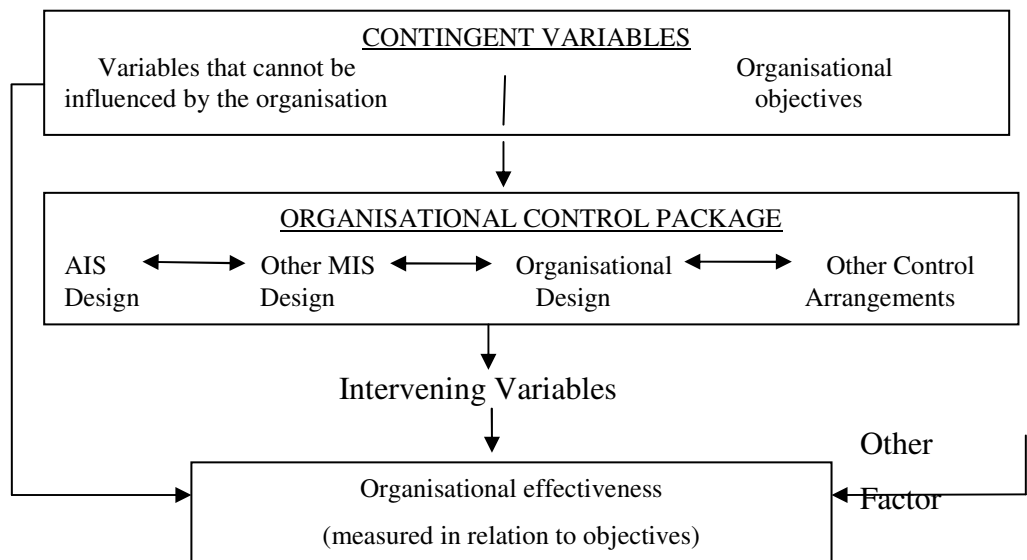 CONTINGENT VARIABLES
Variables that cannot be
influenced by the organisation
Organisational
objectives
ORGANISATIONAL CONTROL PACKAGE
AIS
Design
Other MIS
Design
Organisational
Design
Other Control
Arrangements
Intervening Variables
Other
Factor
Organisational effectiveness
(measured in relation to objectives)